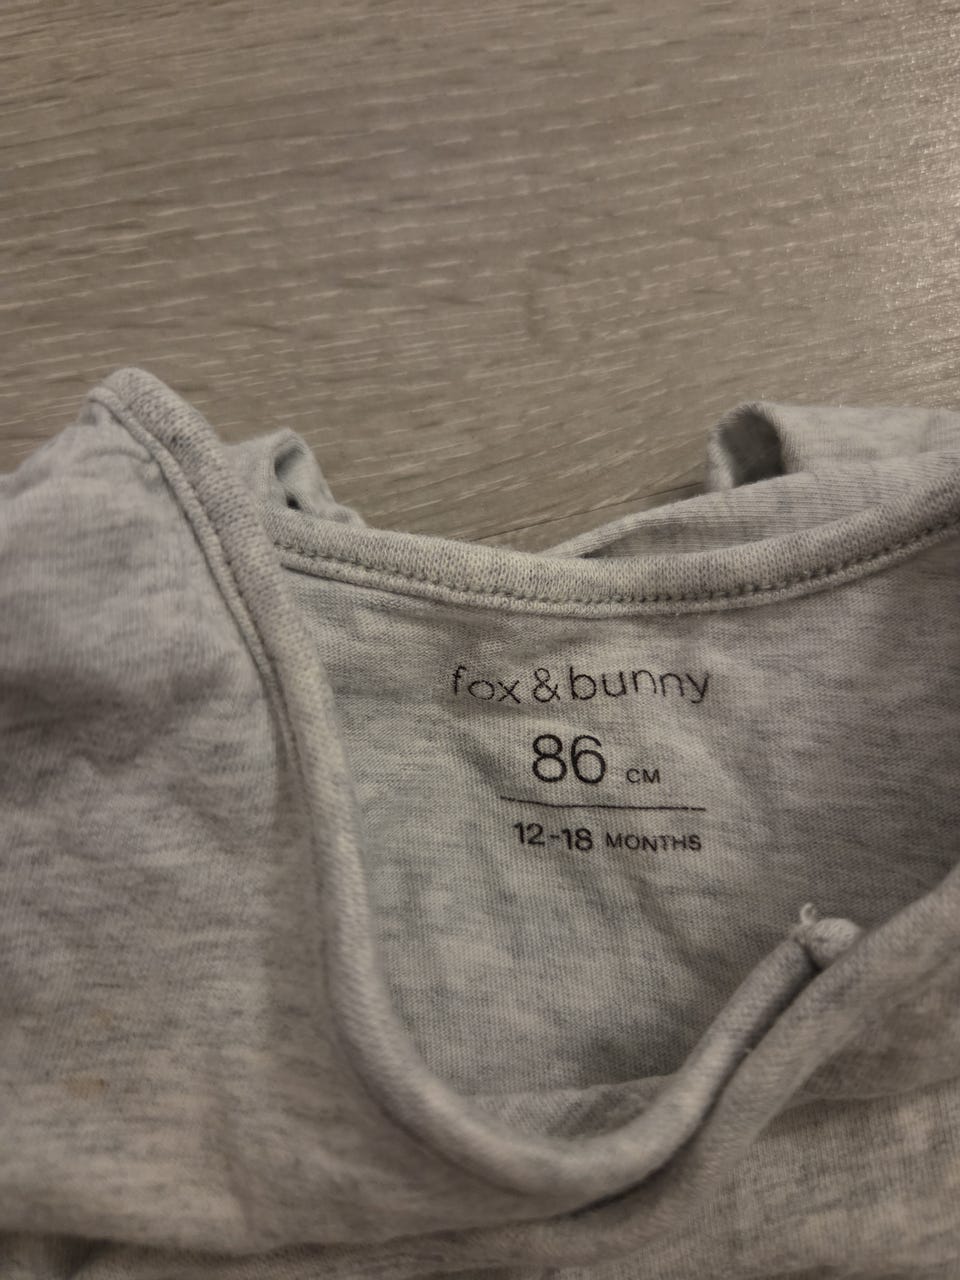 fox & bunny
86 CM
12-18 MONTHS